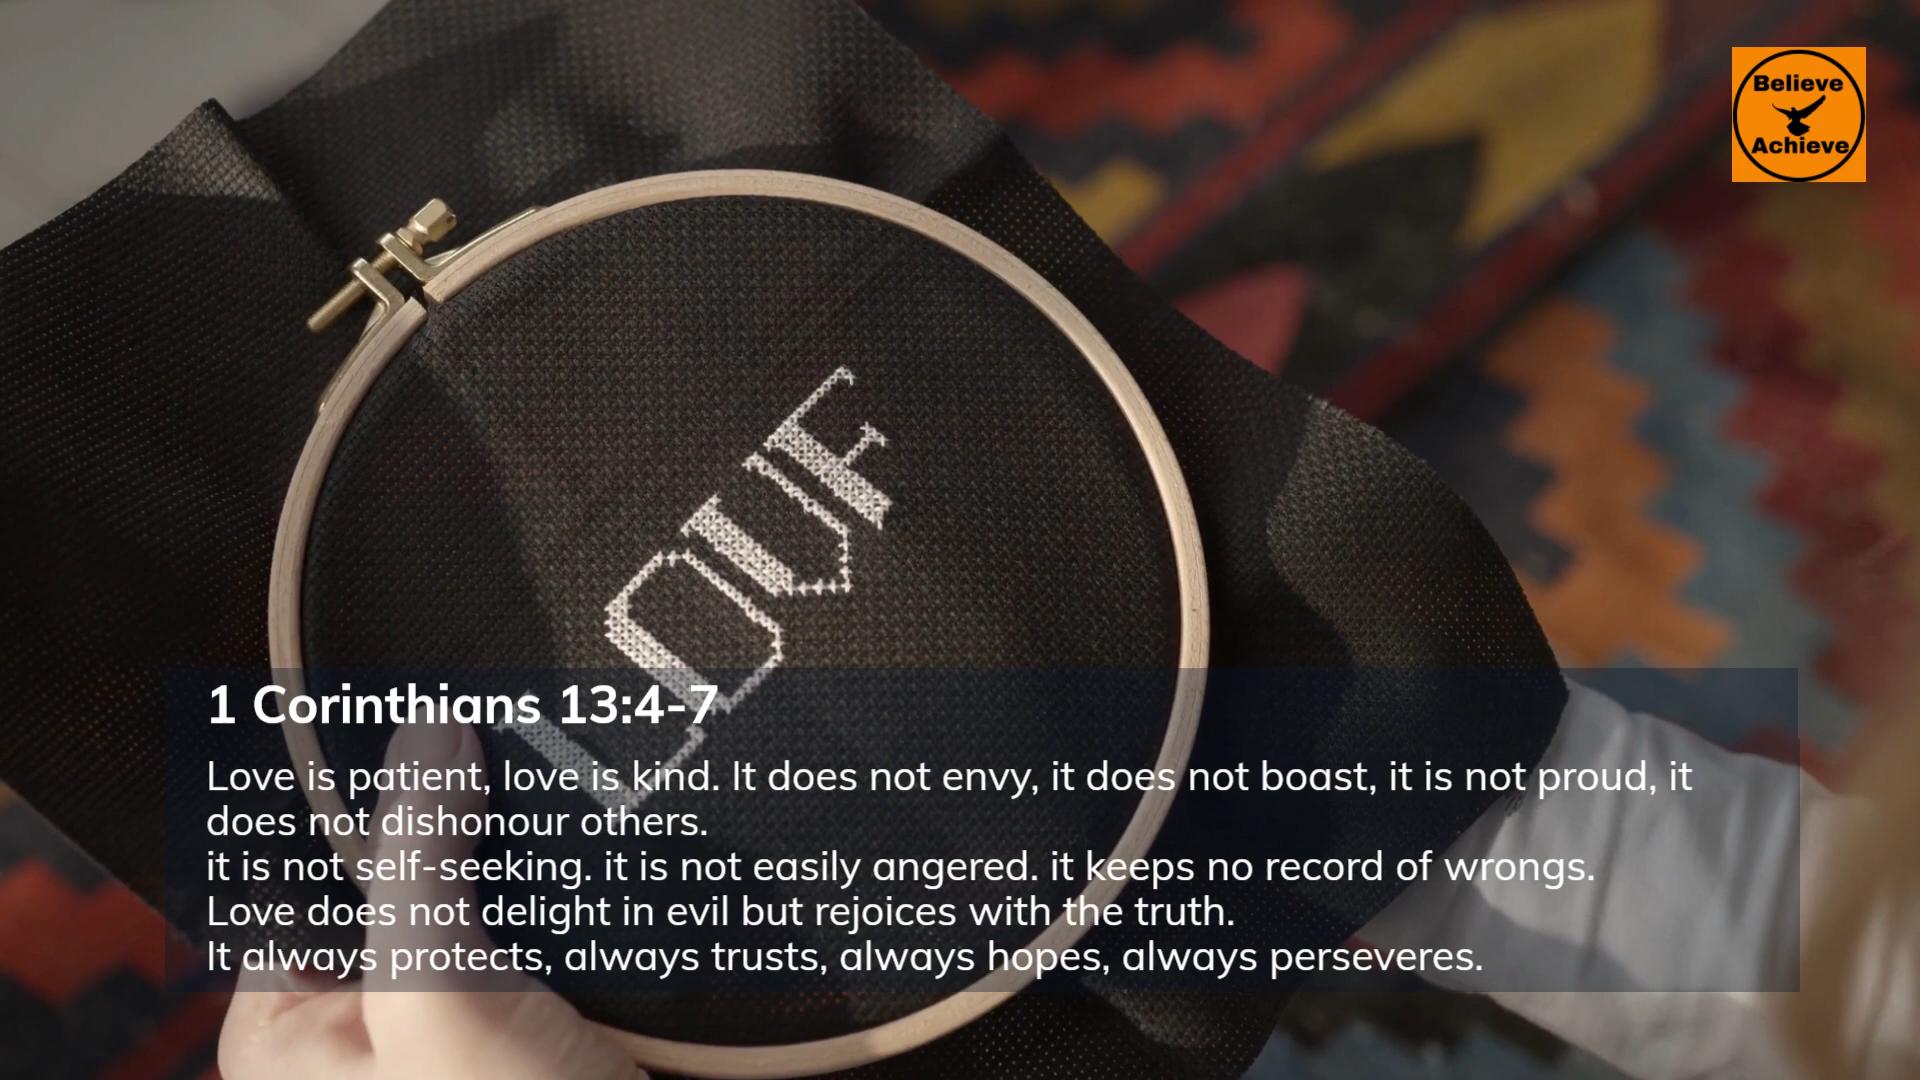 Believe
Achieve
LOVE
1 Corinthians 13:4-7
Love is patient, love is kind. It does not envy, it does not boast, it is not proud, it
does not dishonour others.
it is not self-seeking. it is not easily angered. it keeps no record of wrongs.
Love does not delight in evil but rejoices with the truth.
It always protects, always trusts, always hopes, always perseveres.